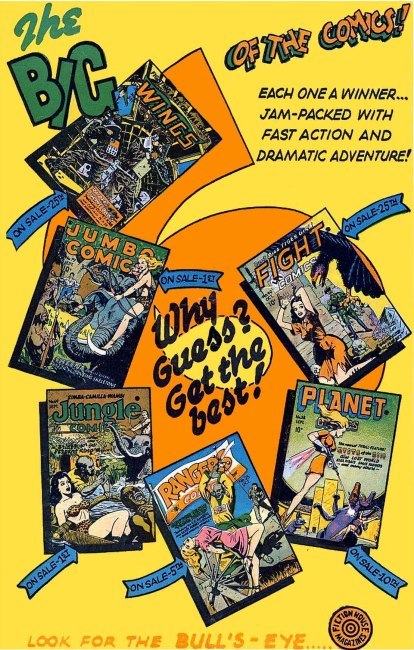 The
BIG
OF THE COMICS!!
EACH ONE A WINNER...
JAM-PACKED WITH
FAST ACTION AND
DRAMATIC ADVENTURE!
WINGS
ON SALE-25TH
JUMBO
COMICS
ON SALE-1ST
ON SALE-25TH
FIGHT
COMICS
Why
Guess?
Get the
best!
SIMBA-CAMILLA-WAMBI
Jungle
COMICS
ON SALE-1ST
RANGERS
COMICS
ON SALE-5TH
PLANET
COMICS
ON SALE-10TH
LOOK FOR THE BULL'S-EYE.....
FICTION HOUSE
MAGAZINES